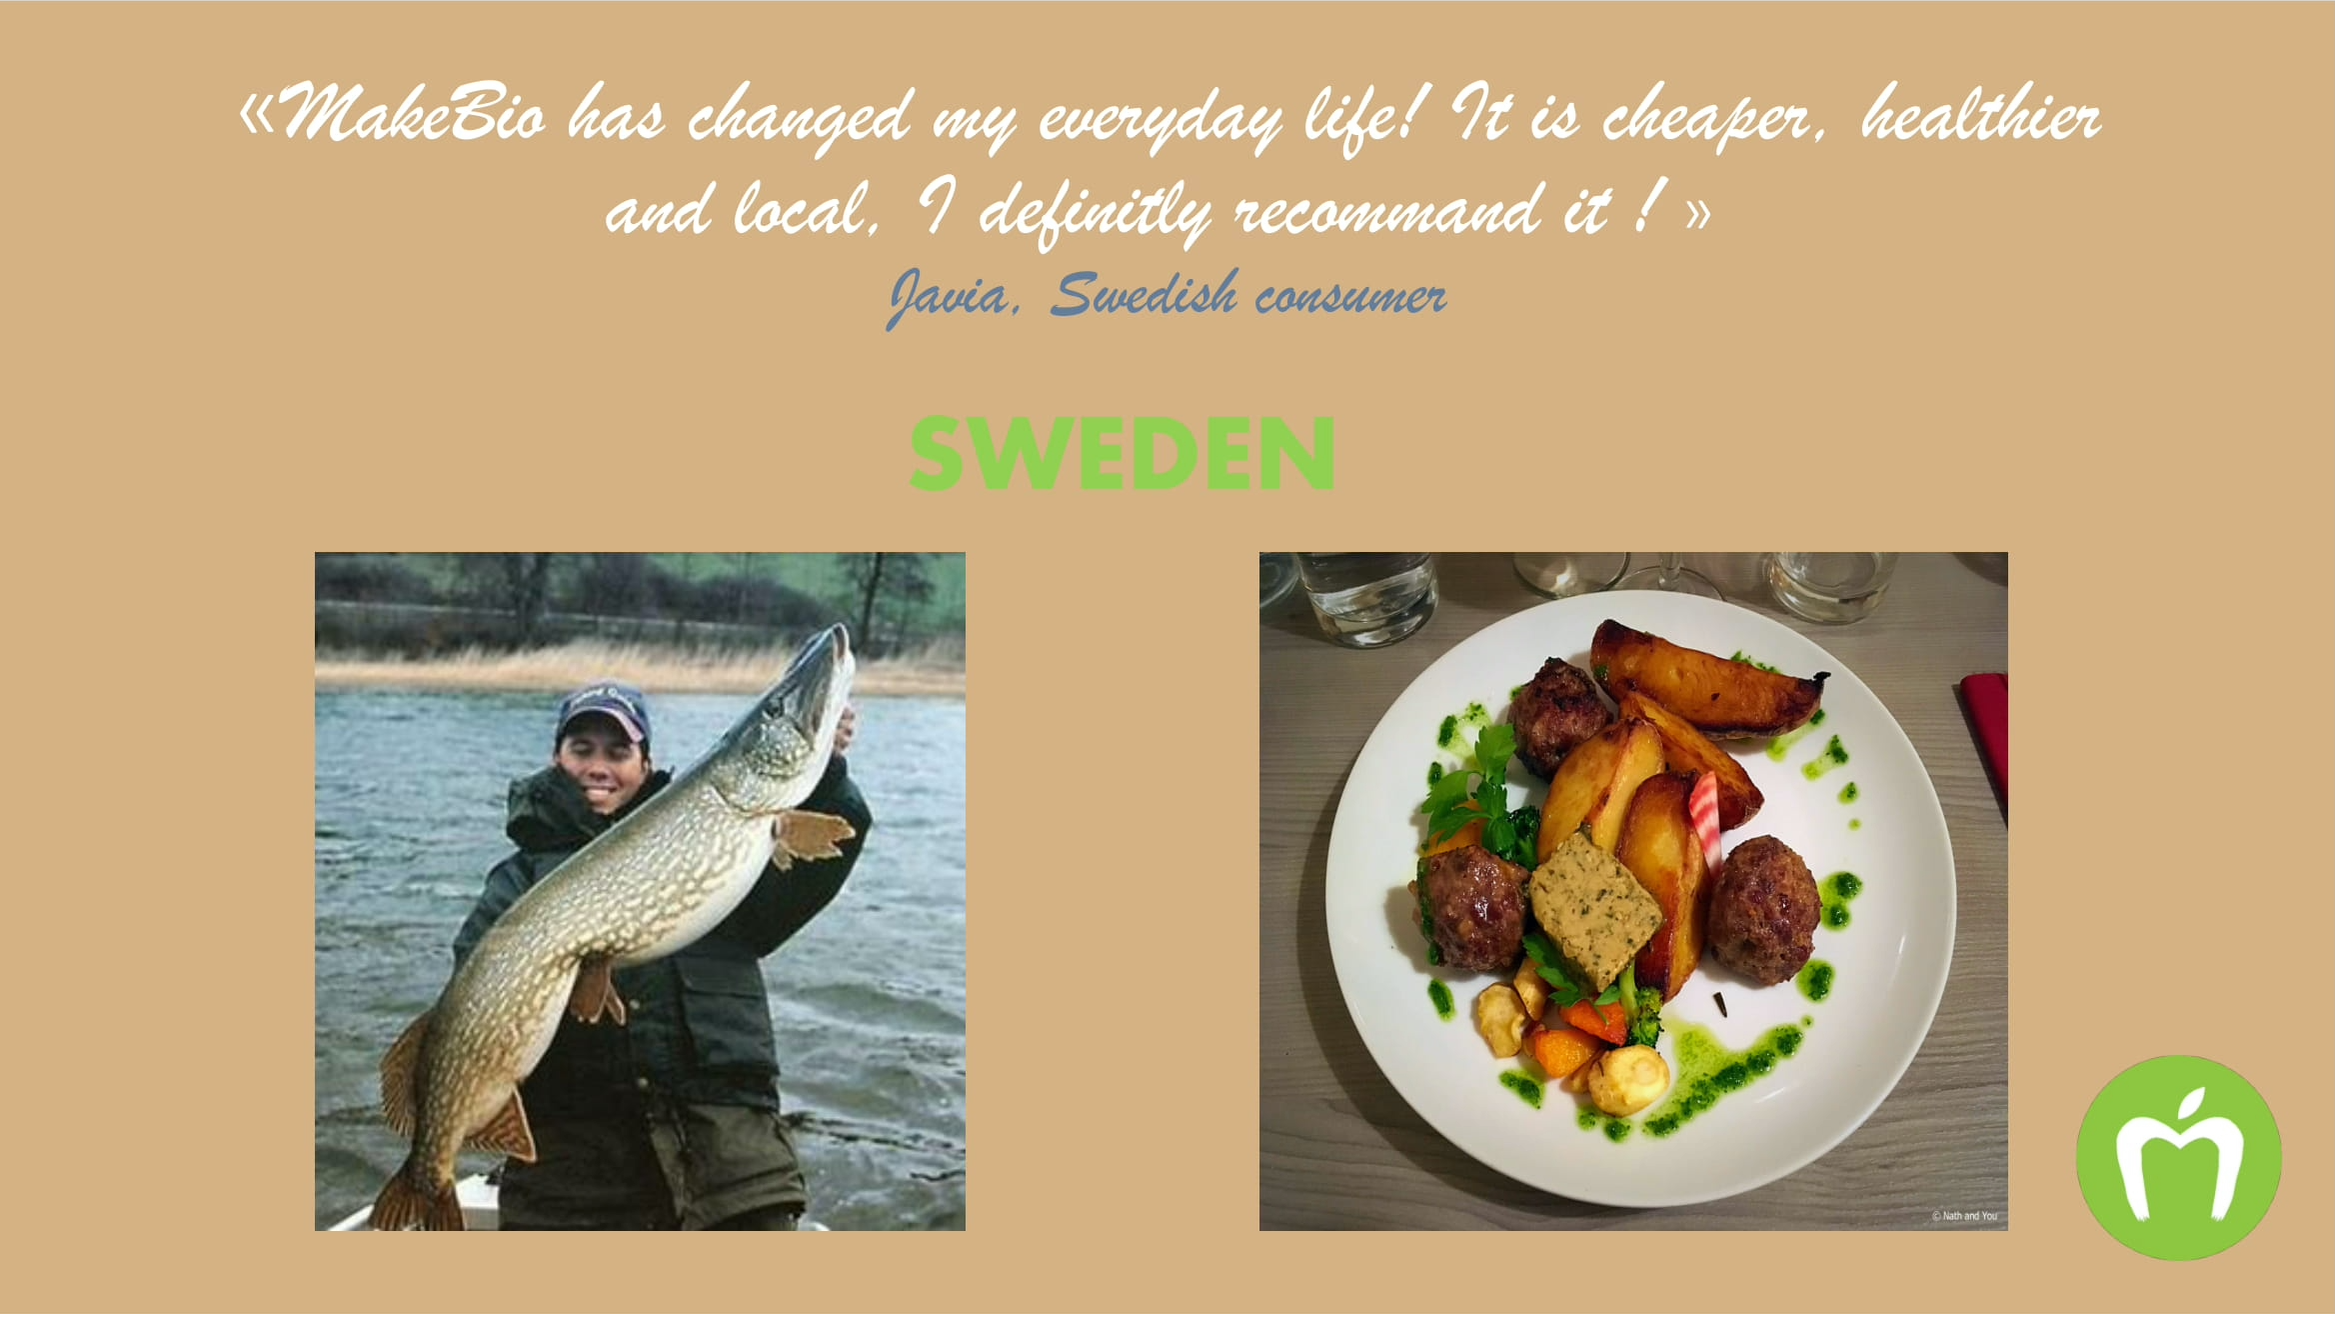 «MakeBio has changed my everyday life! It is cheaper, healthier
and local, I definitly recommand it ! »
Javia, Swedish consumer
SWEDEN
© Nath and You